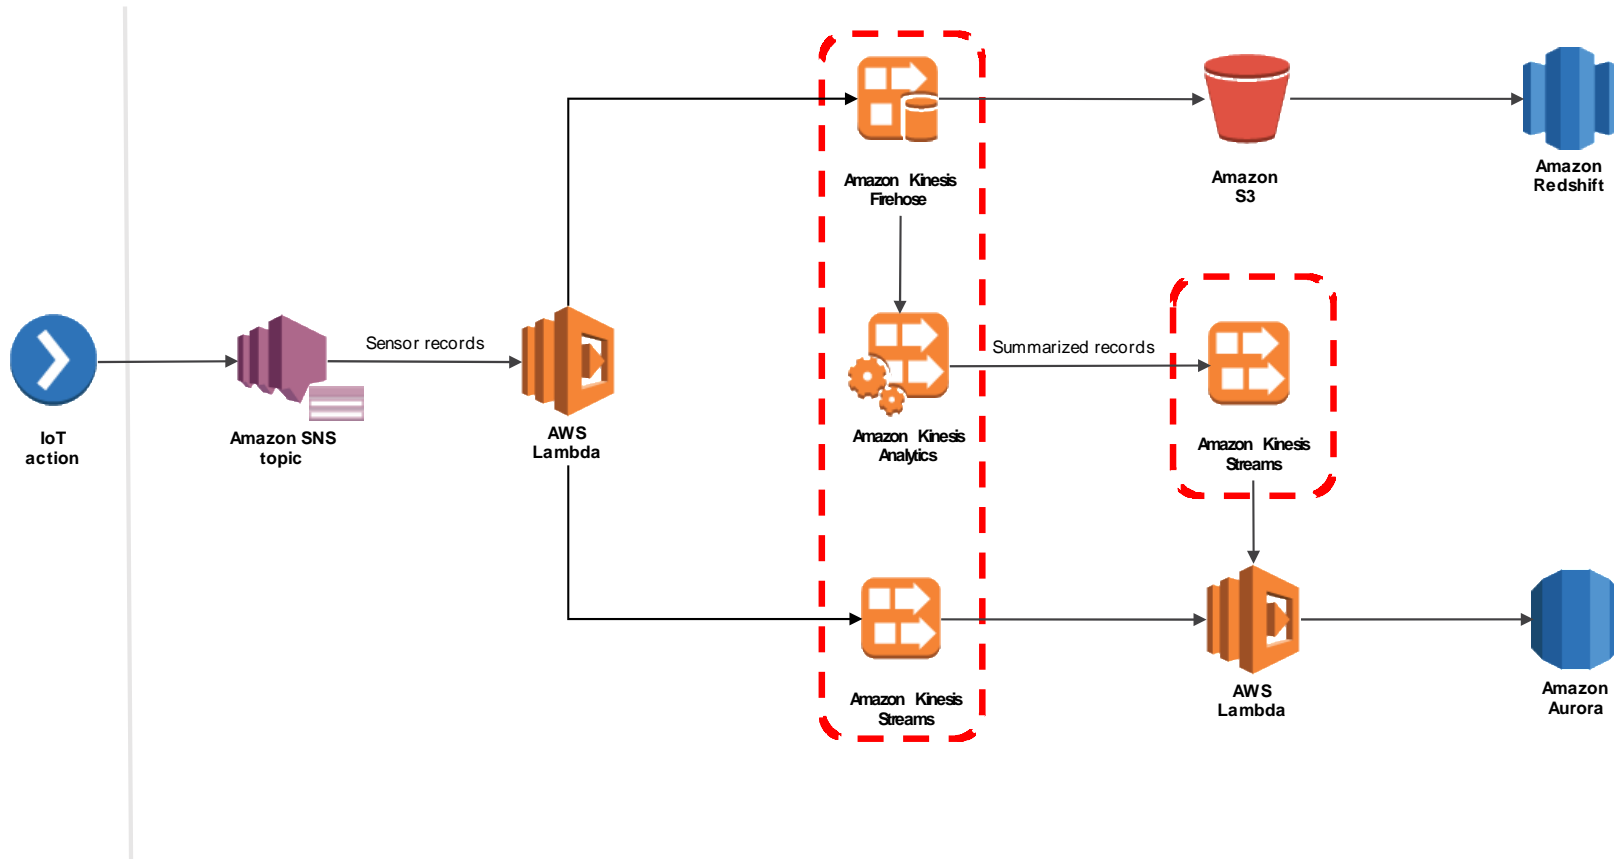 Amazon Kinesis
Firehose
Amazon
S3
Amazon
Redshift
IoT
action
Amazon SNS
topic
Sensor records
AWS
Lambda
Amazon Kinesis
Analytics
Summarized records
Amazon Kinesis
Streams
Amazon Kinesis
Streams
AWS
Lambda
Amazon
Aurora